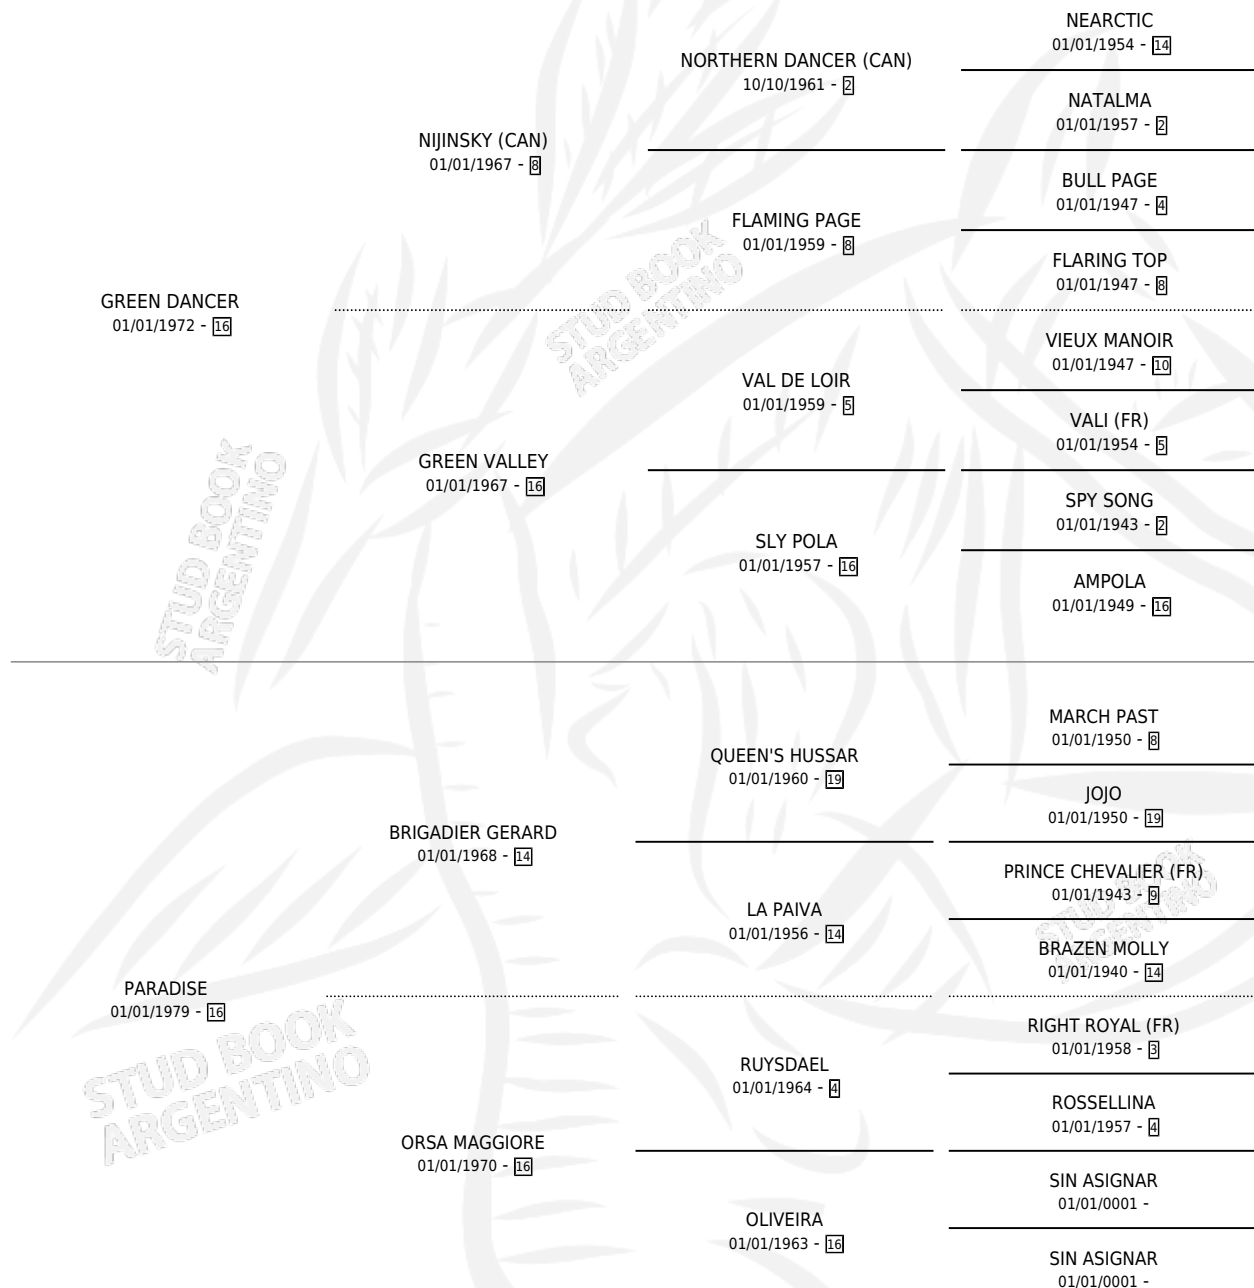 NEARCTIC
01/01/1954 - 14
NORTHERN DANCER (CAN)
10/10/1961 - 2
NATALMA
01/01/1957 - 2
NIJINSKY (CAN)
01/01/1967 - 8
BULL PAGE
01/01/1947 - 4
FLAMING PAGE
01/01/1959 - 8
FLARING TOP
01/01/1947 - 8
GREEN DANCER
01/01/1972 - 16
VIEUX MANOIR
01/01/1947 - 10
VAL DE LOIR
01/01/1959 - 5
VALI (FR)
01/01/1954 - 5
GREEN VALLEY
01/01/1967 - 16
SPY SONG
01/01/1943 - 2
SLY POLA
01/01/1957 - 16
AMPOLA
01/01/1949 - 16
MARCH PAST
01/01/1950 - 8
QUEEN'S HUSSAR
01/01/1960 - 19
JOJO
01/01/1950 - 19
BRIGADIER GERARD
01/01/1968 - 14
PRINCE CHEVALIER (FR)
01/01/1943 - 9
LA PAIVA
01/01/1956 - 14
BRAZEN MOLLY
01/01/1940 - 14
PARADISE
01/01/1979 - 16
RIGHT ROYAL (FR)
01/01/1958 - 3
RUYSDAEL
01/01/1964 - 4
ROSSELLINA
01/01/1957 - 4
ORSA MAGGIORE
01/01/1970 - 16
SIN ASIGNAR
01/01/0001 -
OLIVEIRA
01/01/1963 - 16
SIN ASIGNAR
01/01/0001 -
STUD BOOK
ARGENTINO
STUD BOOK
ARGENTINO
STUD BOOK
ARGENTINO
STUD BOOK
ARGENTINO